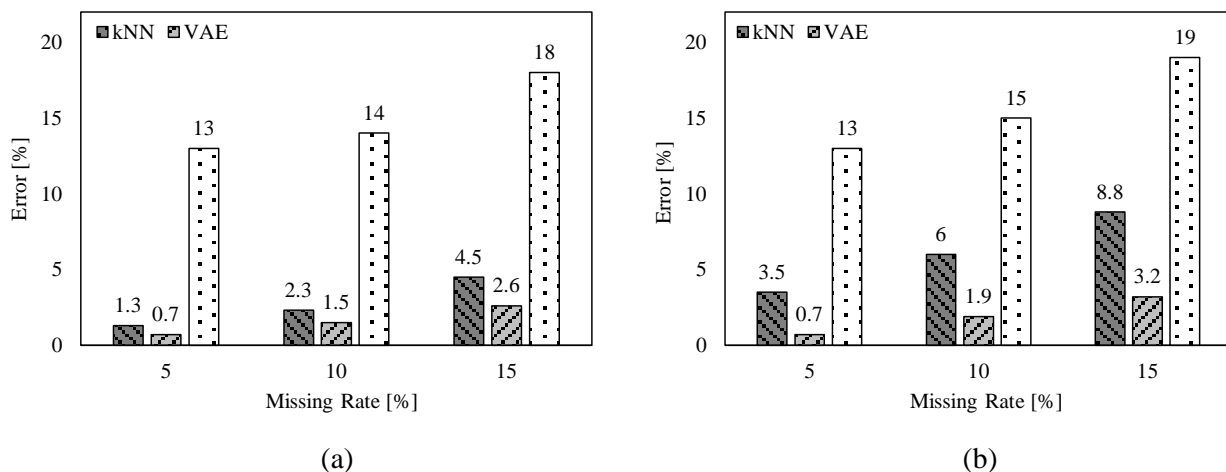 kNN VAE
20
15
10
5
0
Error [%]
1.3
0.7
13
2.3
1.5
14
4.5
2.6
18
5 10 15
Missing Rate [%]
(a)
kNN VAE
20
15
10
5
0
Error [%]
3.5
0.7
13
6
1.9
15
8.8
3.2
19
5 10 15
Missing Rate [%]
(b)